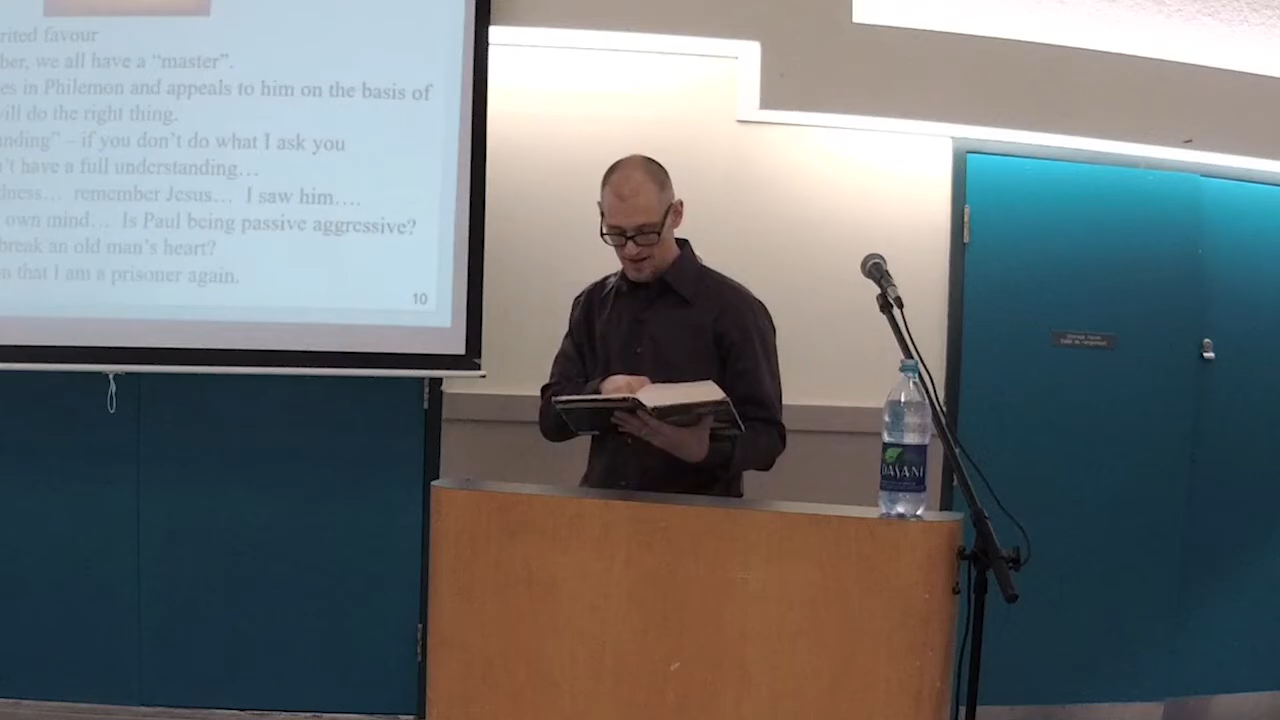 rited favour
ber, we all have a “master”.
es in Philemon and appeals to him on the basis of
will do the right thing.
nding” – if you don’t do what I ask you
’t have a full understanding…
dness… remember Jesus… I saw him….
own mind… Is Paul being passive aggressive?
break an old man’s heart?
n that I am a prisoner again.
10
DASANI